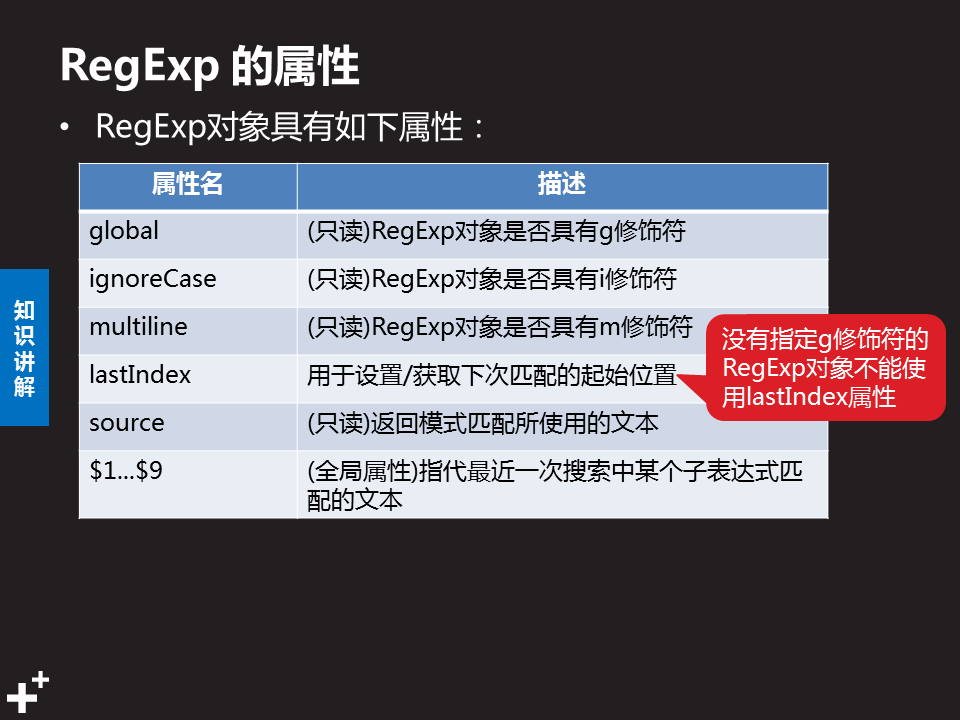 RegExp 的属性
• RegExp对象具有如下属性：
属性名 描述
global (只读)RegExp对象是否具有g修饰符
ignoreCase (只读)RegExp对象是否具有i修饰符
multiline (只读)RegExp对象是否具有m修饰符
lastIndex 用于设置/获取下次匹配的起始位置
source (只读)返回模式匹配所使用的文本
$1...$9 (全局属性)指代最近一次搜索中某个子表达式匹
配的文本
没有指定g修饰符的
RegExp对象不能使
用lastIndex属性
知
识
讲
解